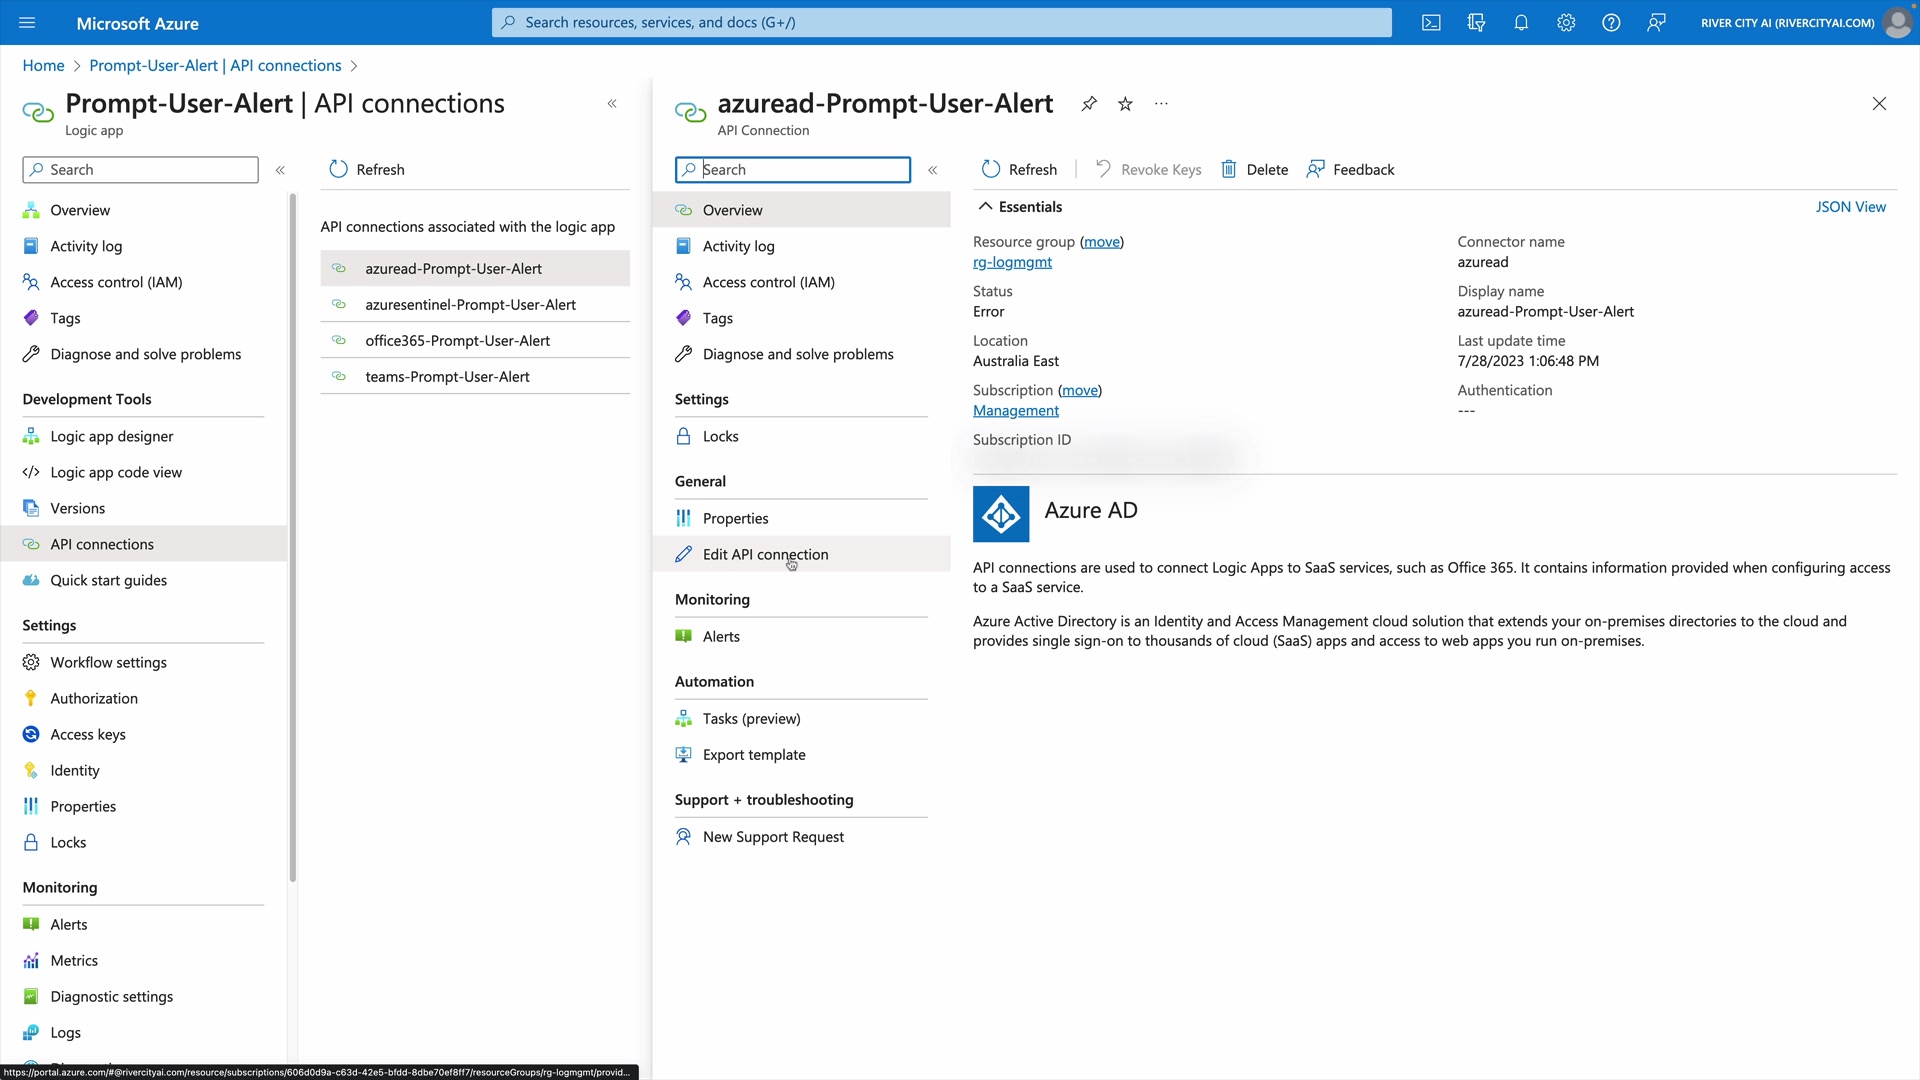 Microsoft Azure
Search resources, services, and docs (G+/)
RIVER CITY AI (RIVERCITYAI.COM)
Home
Prompt-User-Alert | API connections
Prompt-User-Alert | API connections
Logic app
Search
Overview
Activity log
Access control (IAM)
Tags
Diagnose and solve problems
Development Tools
Logic app designer
Logic app code view
Versions
API connections
Quick start guides
Settings
Workflow settings
Authorization
Access keys
Identity
Properties
Locks
Monitoring
Alerts
Metrics
Diagnostic settings
Logs
https://portal.azure.com/#@rivercityai.com/resource/subscriptions/606d0d9a-c63d-42e5-bfdd-8dbe70ef8ff7/resourceGroups/rg-logmgmt/provid...
Refresh
API connections associated with the logic app
azuread-Prompt-User-Alert
azuresentinel-Prompt-User-Alert
office365-Prompt-User-Alert
teams-Prompt-User-Alert
azuread-Prompt-User-Alert
API Connection
Search
Overview
Activity log
Access control (IAM)
Tags
Diagnose and solve problems
Settings
Locks
General
Properties
Edit API connection
Monitoring
Alerts
Automation
Tasks (preview)
Export template
Support + troubleshooting
New Support Request
Refresh
Revoke Keys
Delete
Feedback
Essentials
JSON View
Resource group (move)
rg-logmgmt
Status
Error
Location
Australia East
Subscription (move)
Management
Subscription ID
Connector name
azuread
Display name
azuread-Prompt-User-Alert
Last update time
7/28/2023 1:06:48 PM
Authentication
---
Azure AD
API connections are used to connect Logic Apps to SaaS services, such as Office 365. It contains information provided when configuring access
to a SaaS service.
Azure Active Directory is an Identity and Access Management cloud solution that extends your on-premises directories to the cloud and
provides single sign-on to thousands of cloud (SaaS) apps and access to web apps you run on-premises.